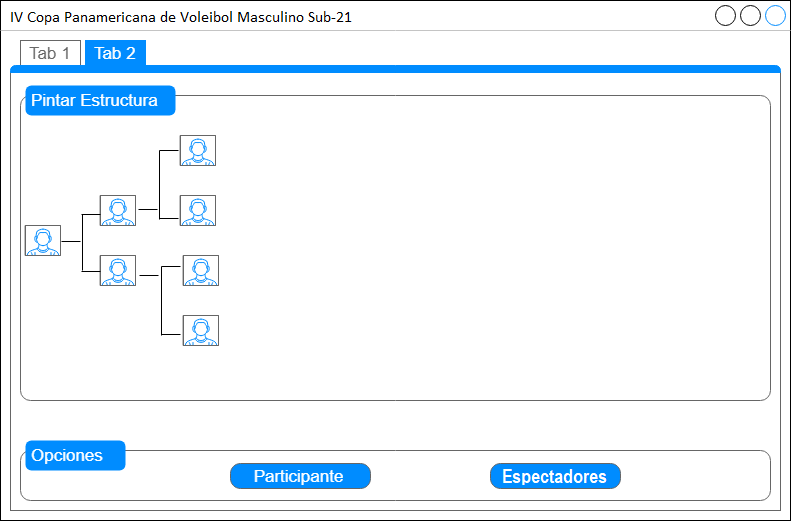 IV Copa Panamericana de Voleibol Masculino Sub-21
Tab 1
Tab 2
Pintar Estructura
Opciones
Participante
Espectadores